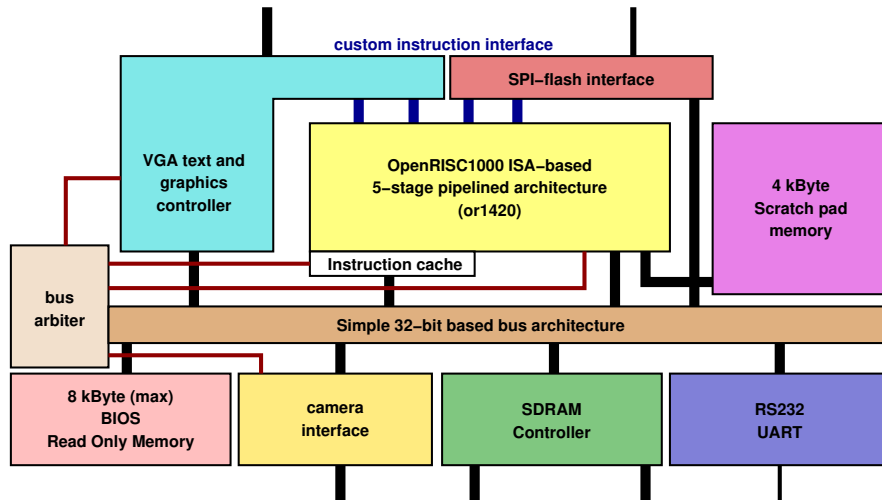 custom instruction interface
SPI−flash interface
VGA text and
graphics
controller
OpenRISC1000 ISA−based
5−stage pipelined architecture
(or1420)
4 kByte
Scratch pad
memory
Instruction cache
bus
arbiter
Simple 32−bit based bus architecture
8 kByte (max)
BIOS
Read Only Memory
camera
interface
SDRAM
Controller
RS232
UART